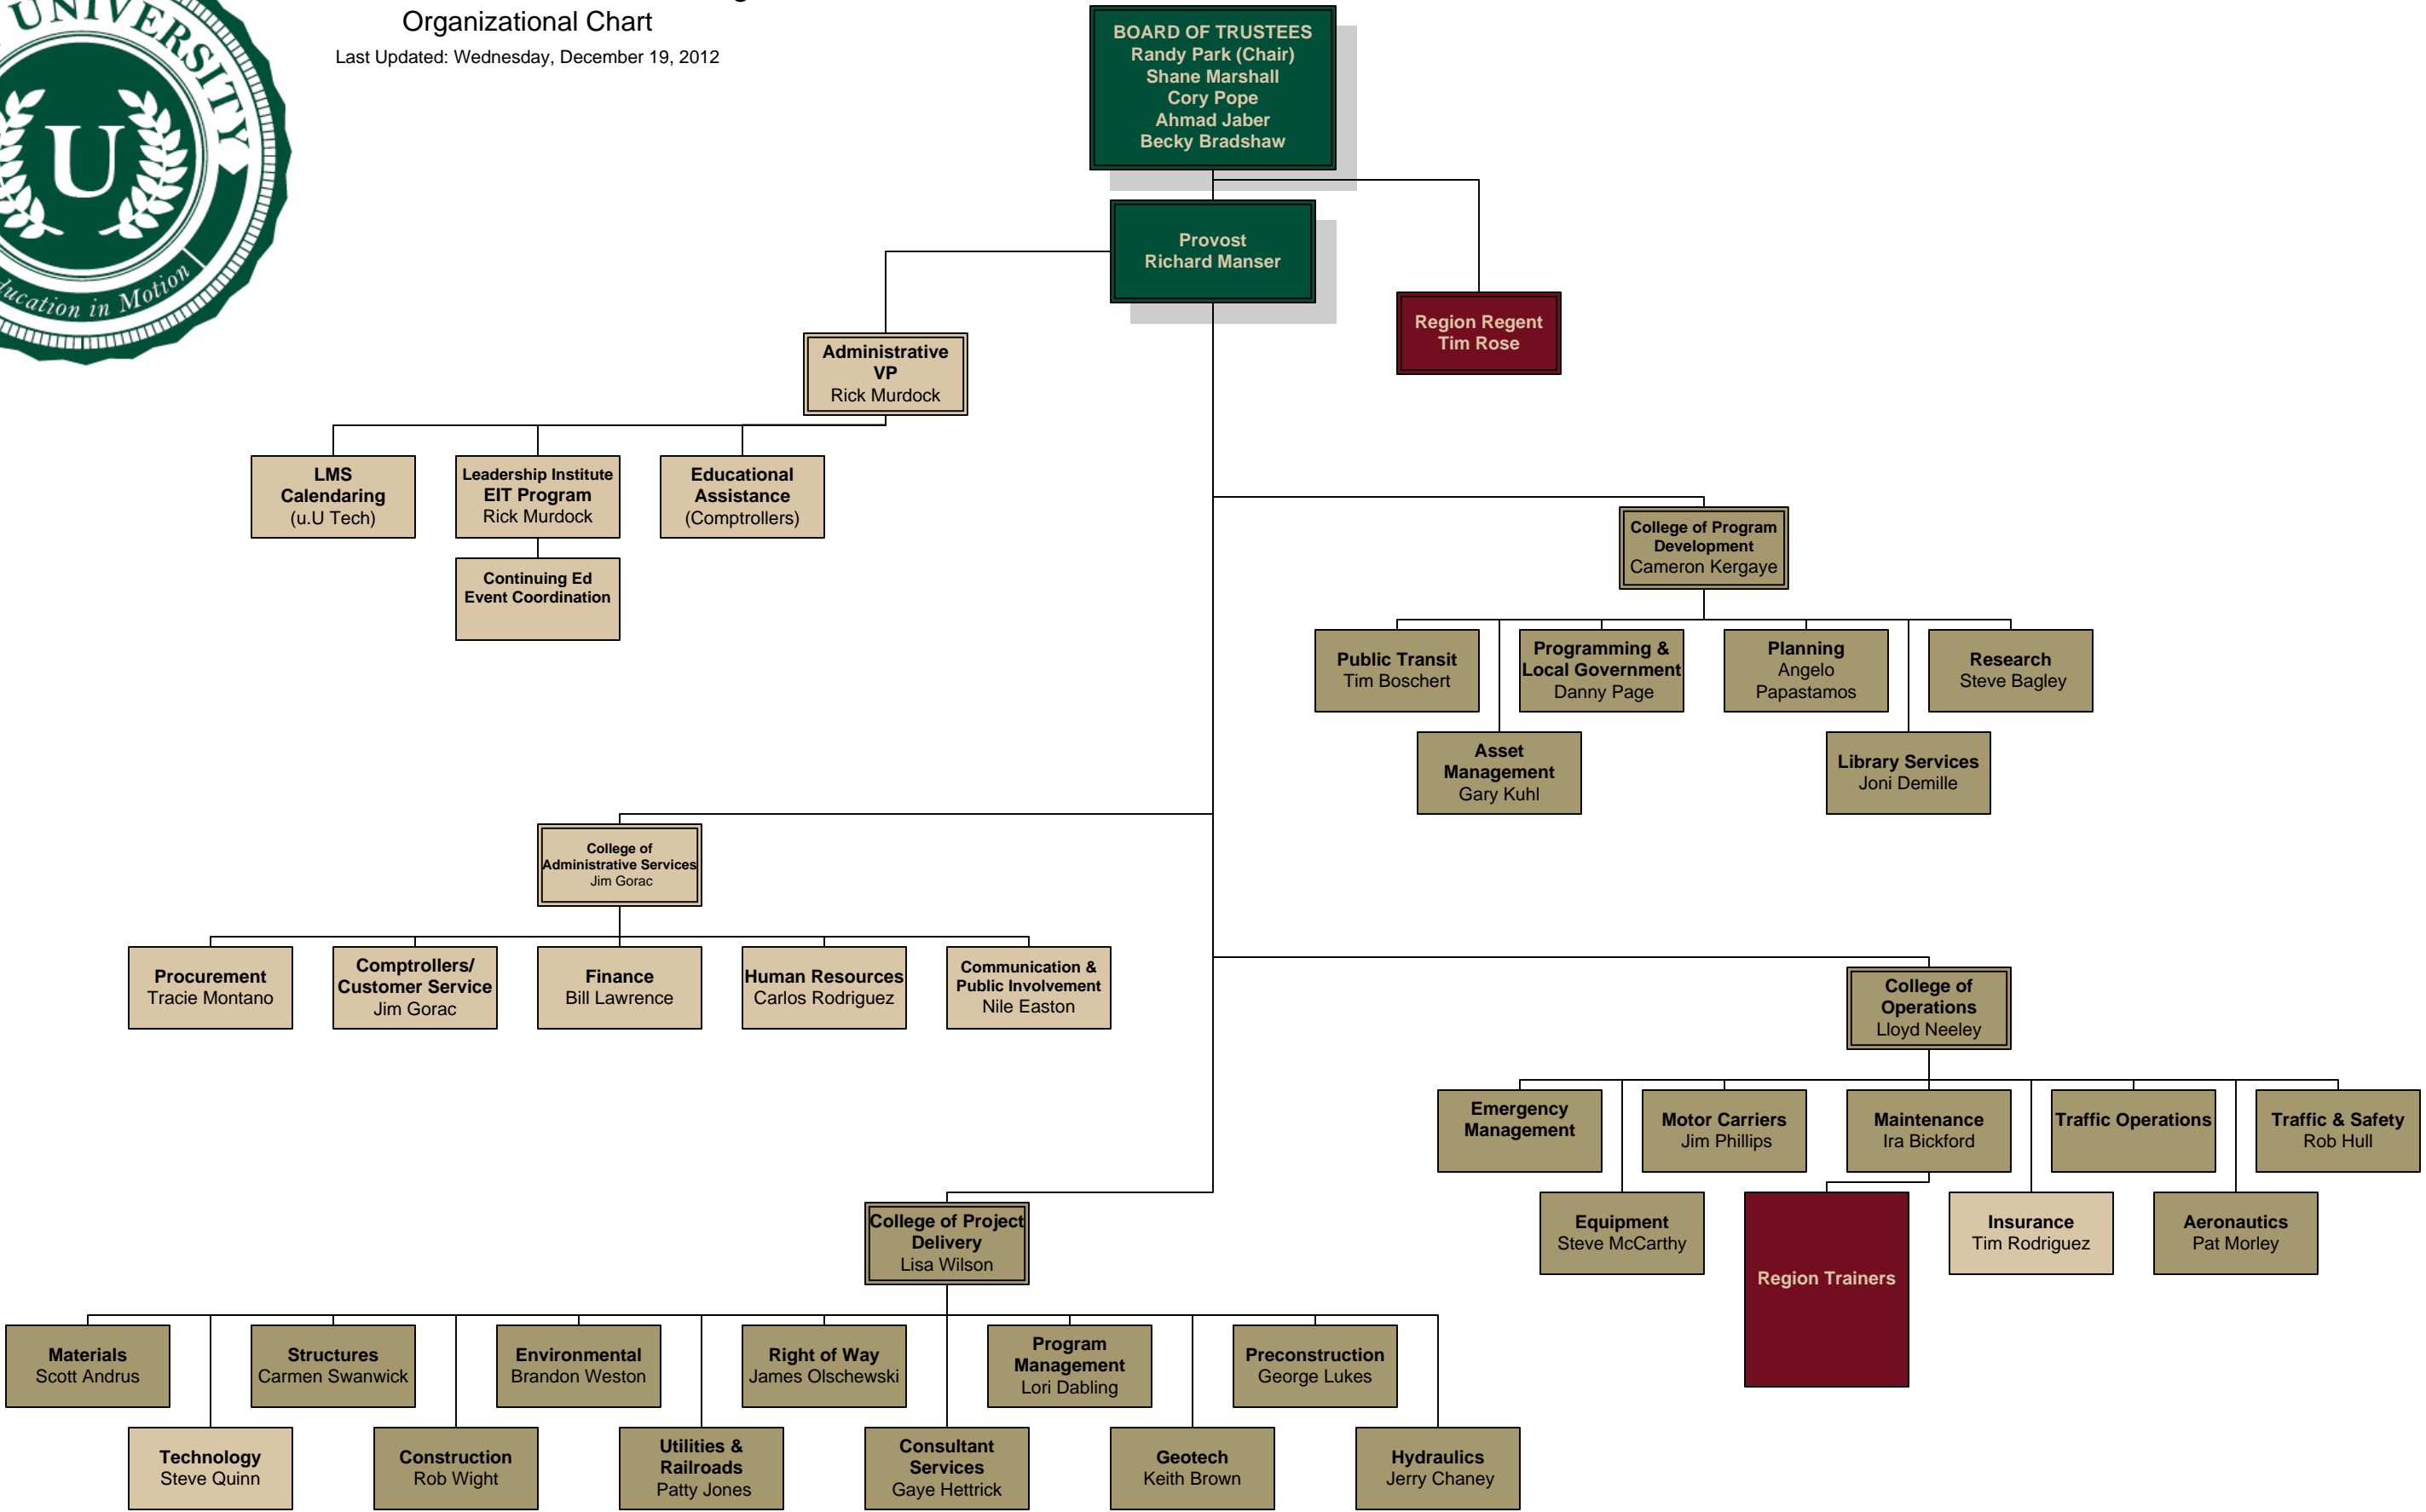 UNIVERSITY
U
Education in Motion
Organizational Chart
Last Updated: Wednesday, December 19, 2012
BOARD OF TRUSTEES
Randy Park (Chair)
Shane Marshall
Cory Pope
Ahmad Jaber
Becky Bradshaw
Provost
Richard Manser
Region Regent
Tim Rose
Administrative
VP
Rick Murdock
LMS
Calendaring
(u.U Tech)
Leadership Institute
EIT Program
Rick Murdock
Educational
Assistance
(Comptrollers)
Continuing Ed
Event Coordination
College of Program
Development
Cameron Kergaye
Public Transit
Tim Boschert
Programming &
Local Government
Danny Page
Planning
Angelo
Papastamos
Research
Steve Bagley
Asset
Management
Gary Kuhl
Library Services
Joni Demille
College of
Administrative Services
Jim Gorac
Procurement
Tracie Montano
Comptrollers/
Customer Service
Jim Gorac
Finance
Bill Lawrence
Human Resources
Carlos Rodriguez
Communication &
Public Involvement
Nile Easton
College of
Operations
Lloyd Neeley
Emergency
Management
Motor Carriers
Jim Phillips
Maintenance
Ira Bickford
Traffic Operations
Traffic & Safety
Rob Hull
Equipment
Steve McCarthy
Region Trainers
Insurance
Tim Rodriguez
Aeronautics
Pat Morley
College of Project
Delivery
Lisa Wilson
Materials
Scott Andrus
Structures
Carmen Swanwick
Environmental
Brandon Weston
Right of Way
James Olschewski
Program
Management
Lori Dabling
Preconstruction
George Lukes
Technology
Steve Quinn
Construction
Rob Wight
Utilities &
Railroads
Patty Jones
Consultant
Services
Gaye Hettrick
Geotech
Keith Brown
Hydraulics
Jerry Chaney